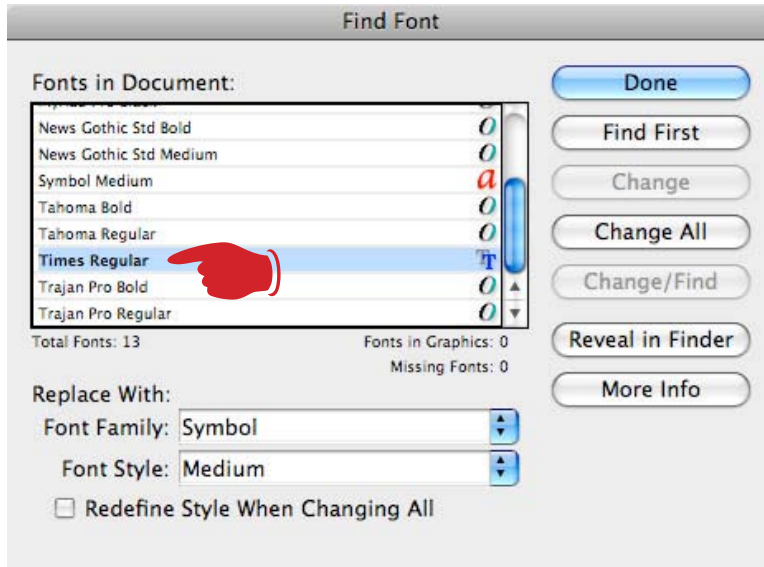 Find Font
Fonts in Document:
News Gothic Std Bold
News Gothic Std Medium
Symbol Medium
Tahoma Bold
Tahoma Regular
Times Regular
Trajan Pro Bold
Trajan Pro Regular
Total Fonts: 13
Fonts in Graphics: 0
Missing Fonts: 0
Replace With:
Font Family: Symbol
Font Style: Medium
Redefine Style When Changing All
Done
Find First
Change
Change All
Change/Find
Reveal in Finder
More Info